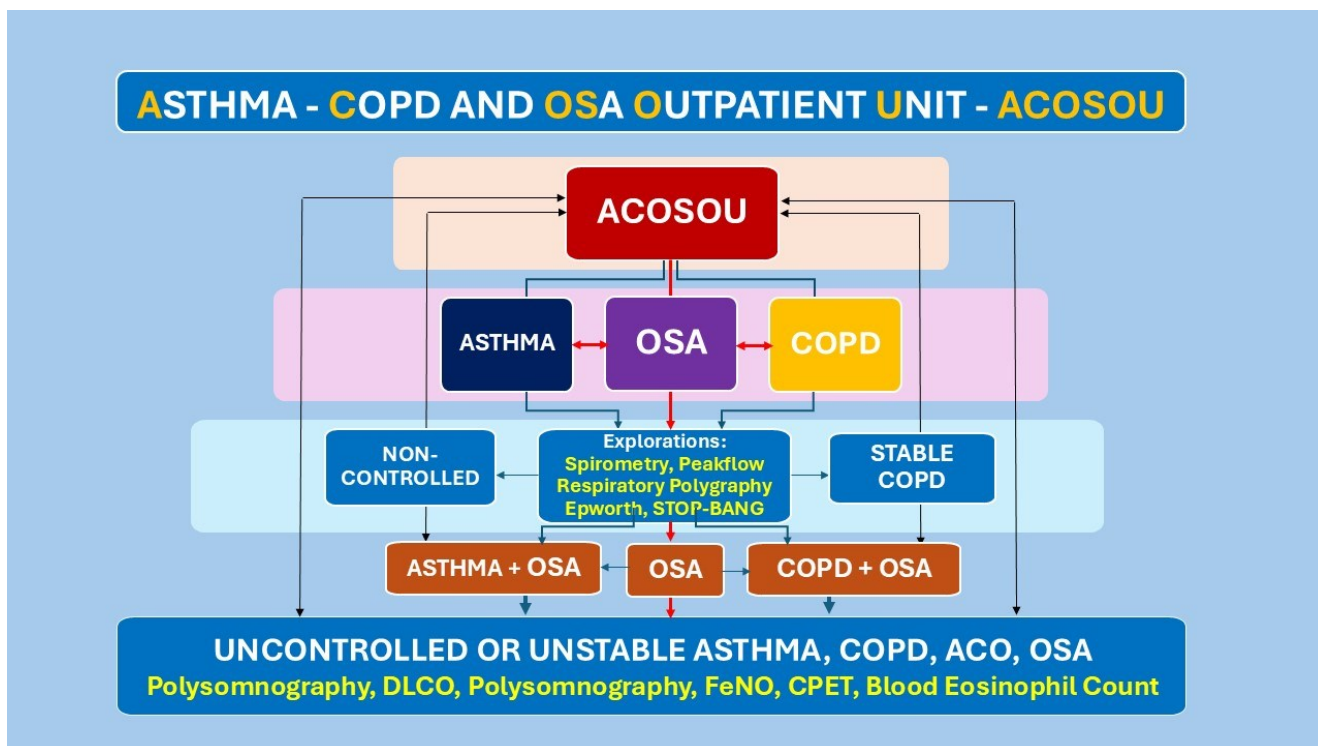 ASTHMA - COPD AND OSA OUTPATIENT UNIT - ACOSOU
ACOSOU
ASTHMA
OSA
COPD
NON-
CONTROLLED
Explorations:
Spirometry, Peakflow
Respiratory Polygraphy
Epworth, STOP-BANG
STABLE
COPD
ASTHMA + OSA
OSA
COPD + OSA
UNCONTROLLED OR UNSTABLE ASTHMA, COPD, ACO, OSA
Polysomnography, DLCO, Polysomnography, FeNO, CPET, Blood Eosinophil Count